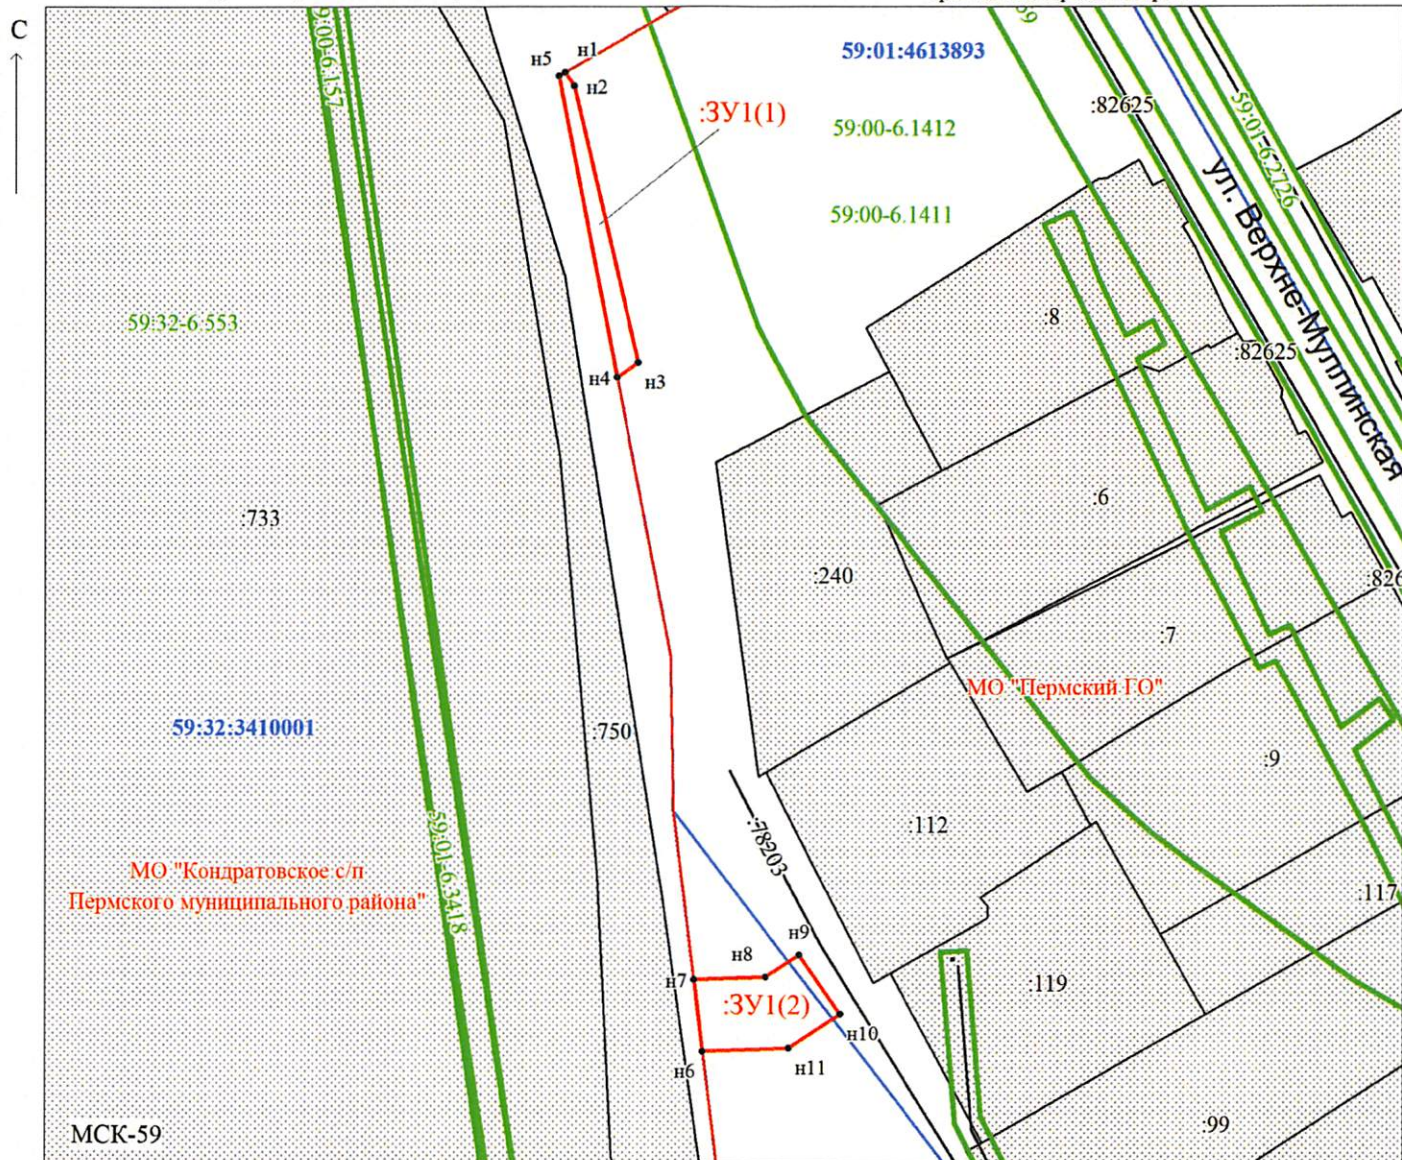 С
59:00-6.157
н5
н1
н2
:ЗУ1(1)
59:01:4613893
59:00-6.1412
59:00-6.1411
59
:82625
59:01-6.2726
ул. Верхне-Муллинская
59:32-6.553
н4
н3
:8
:82625
:733
:6
:240
:826
:7
МО "Пермский ГО"
59:32:3410001
:750
:9
:78203
:112
МО "Кондратовское с/п
Пермского муниципального района"
59:01-6.3418
:117
н9
н8
н7
:ЗУ1(2)
:119
н10
н6
н11
МСК-59
:99